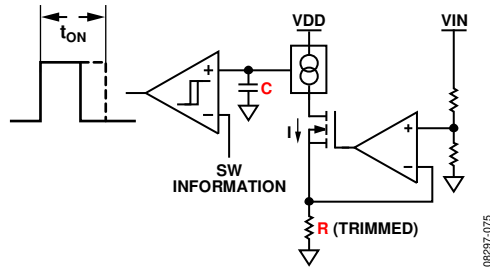 tON
VDD
VIN
+
C
–
SW
INFORMATION
I
+
–
R (TRIMMED)
08297-075